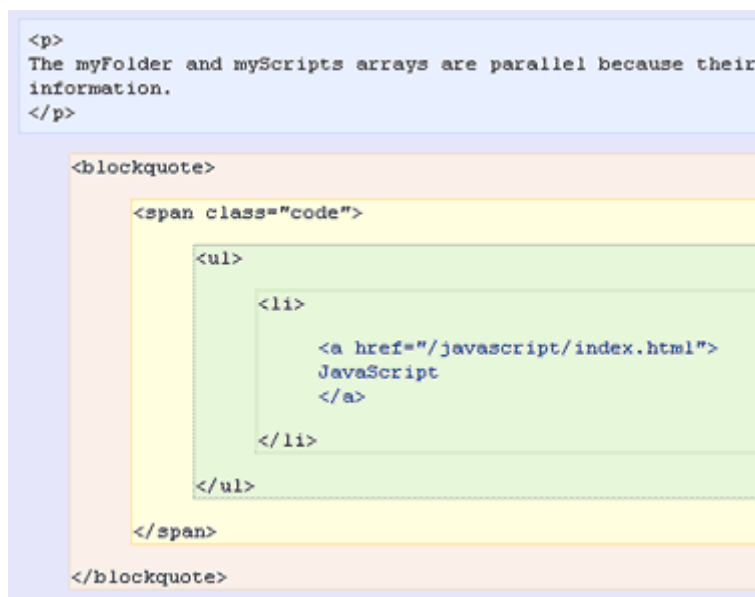 <p>
The myFolder and myScripts arrays are parallel because their
information.
</p>
<blockquote>
<span class="code">
<ul>
<li>
<a href="/javascript/index.html">
JavaScript
</a>
</li>
</ul>
</span>
</blockquote>